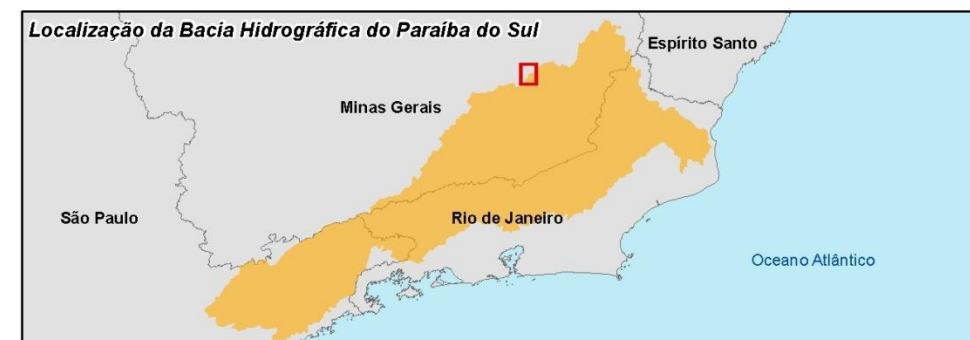 Localização da Bacia Hidrográfica do Paraíba do Sul
Espírito Santo
Minas Gerais
São Paulo
Rio de Janeiro
Oceano Atlântico